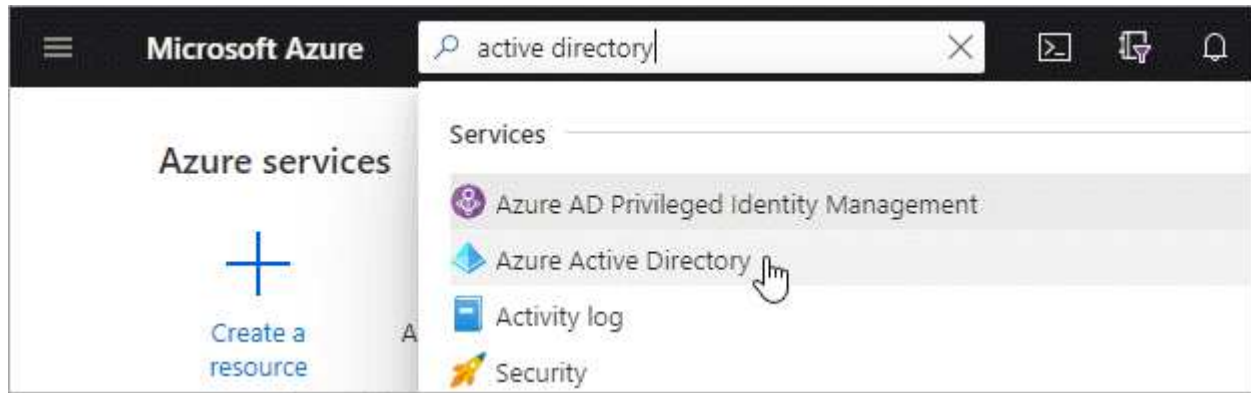 Microsoft Azure
active directory
Azure services
Create a
resource
A
Services
Azure AD Privileged Identity Management
Azure Active Directory
Activity log
Security